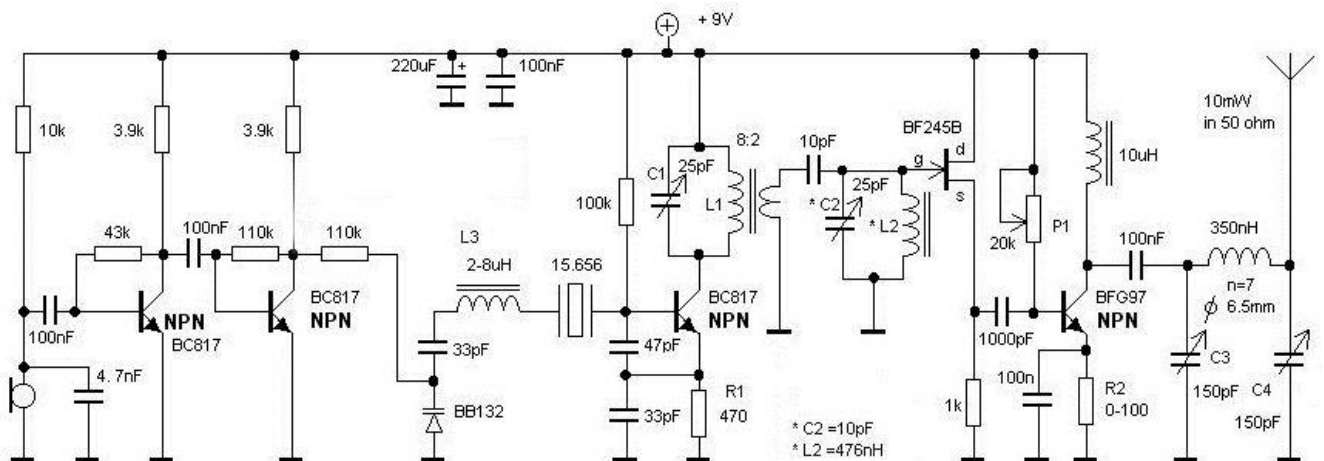 + 9V
220uF
+
100nF
10k
3.9k
3.9k
8:2
10pF
BF245B
10mW
in 50 ohm
C1
25pF
g
d
s
10uH
100k
L1
25pF
* C2
* L2
20k
P1
43k
100nF
110k
110k
L3
2-8uH
15.656
100nF
350nH
n=7
ϕ 6.5mm
BC817
NPN
BFG97
NPN
100nF
NPN
BC817
BC817
NPN
33pF
47pF
1000pF
C3
150pF
C4
150pF
4.7nF
BB132
33pF
R1
470
1k
100n
R2
0-100
* C2 =10pF
* L2 =476nH